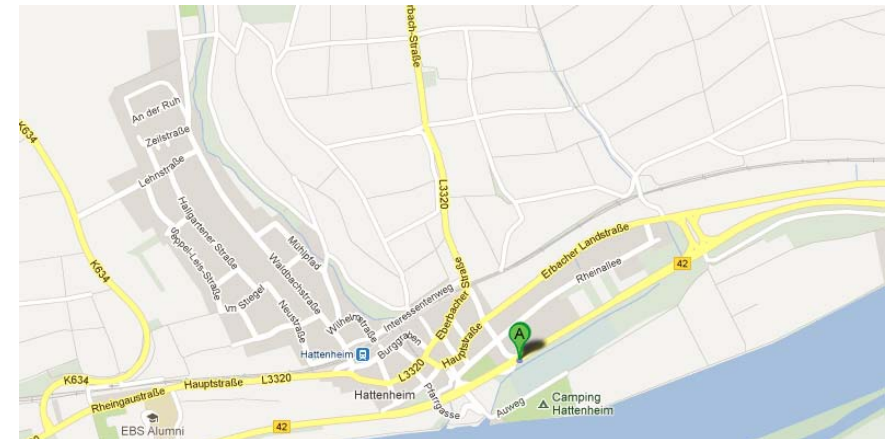 Erbach-Straße
An der Ruh
Zeilstraße
K634
Lehnstraße
L3320
Hallgartener Straße
Seppel-Leis-Straße
Mühlpfad
Erbacher Landstraße
Waldbachstraße
Im Stiegel
K634
Rheinallee
42
Neustraße
Interessentenweg
Eberbacher Straße
Wilhelmstraße
Burggraben
A
Hattenheim
Hauptstraße
K634
Hauptstraße
L3320
L3320
Rheingaustraße
Hattenheim
Pfarrgasse
Auweg
Camping
Hattenheim
42
EBS Alumni